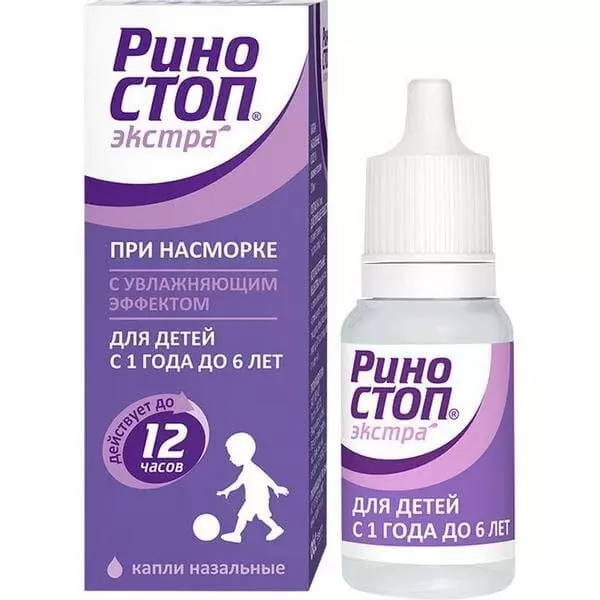 Рино
СТОП®
экстра
ПРИ НАСМОРКЕ
С УВЛАЖНЯЮЩИМ
ЭФФЕКТОМ
ДЛЯ ДЕТЕЙ
С 1 ГОДА ДО 6 ЛЕТ
действует до
12
часов
капли назальные
Рино
СТОП®
экстра
ДЛЯ ДЕТЕЙ
С 1 ГОДА ДО 6 ЛЕТ